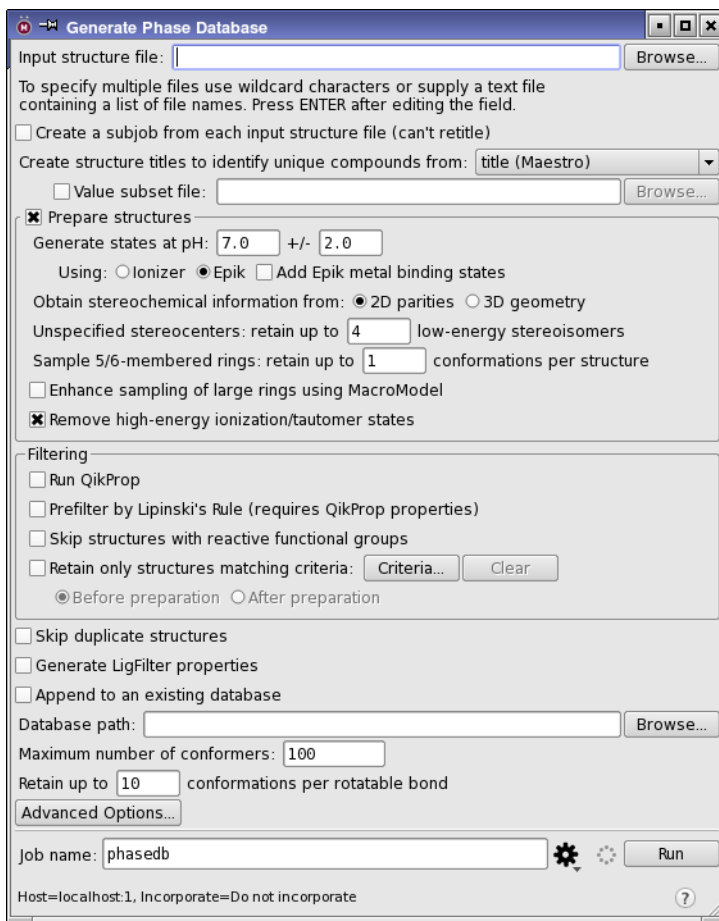 Generate Phase Database
Input structure file: Browse...
To specify multiple files use wildcard characters or supply a text file
containing a list of file names. Press ENTER after editing the field.
Create a subjob from each input structure file (can't retitle)
Create structure titles to identify unique compounds from: title (Maestro)
Value subset file: Browse...
Prepare structures
Generate states at pH: 7.0 +/- 2.0
Using: Ionizer Epik Add Epik metal binding states
Obtain stereochemical information from: 2D parities 3D geometry
Unspecified stereocenters: retain up to 4 low-energy stereoisomers
Sample 5/6-membered rings: retain up to 1 conformations per structure
Enhance sampling of large rings using MacroModel
Remove high-energy ionization/tautomer states
Filtering
Run QikProp
Prefilter by Lipinski's Rule (requires QikProp properties)
Skip structures with reactive functional groups
Retain only structures matching criteria: Criteria... Clear
Before preparation After preparation
Skip duplicate structures
Generate LigFilter properties
Append to an existing database
Database path: Browse...
Maximum number of conformers: 100
Retain up to 10 conformations per rotatable bond
Advanced Options...
Job name: phasedb Run
Host=localhost:1, Incorporate=Do not incorporate ?